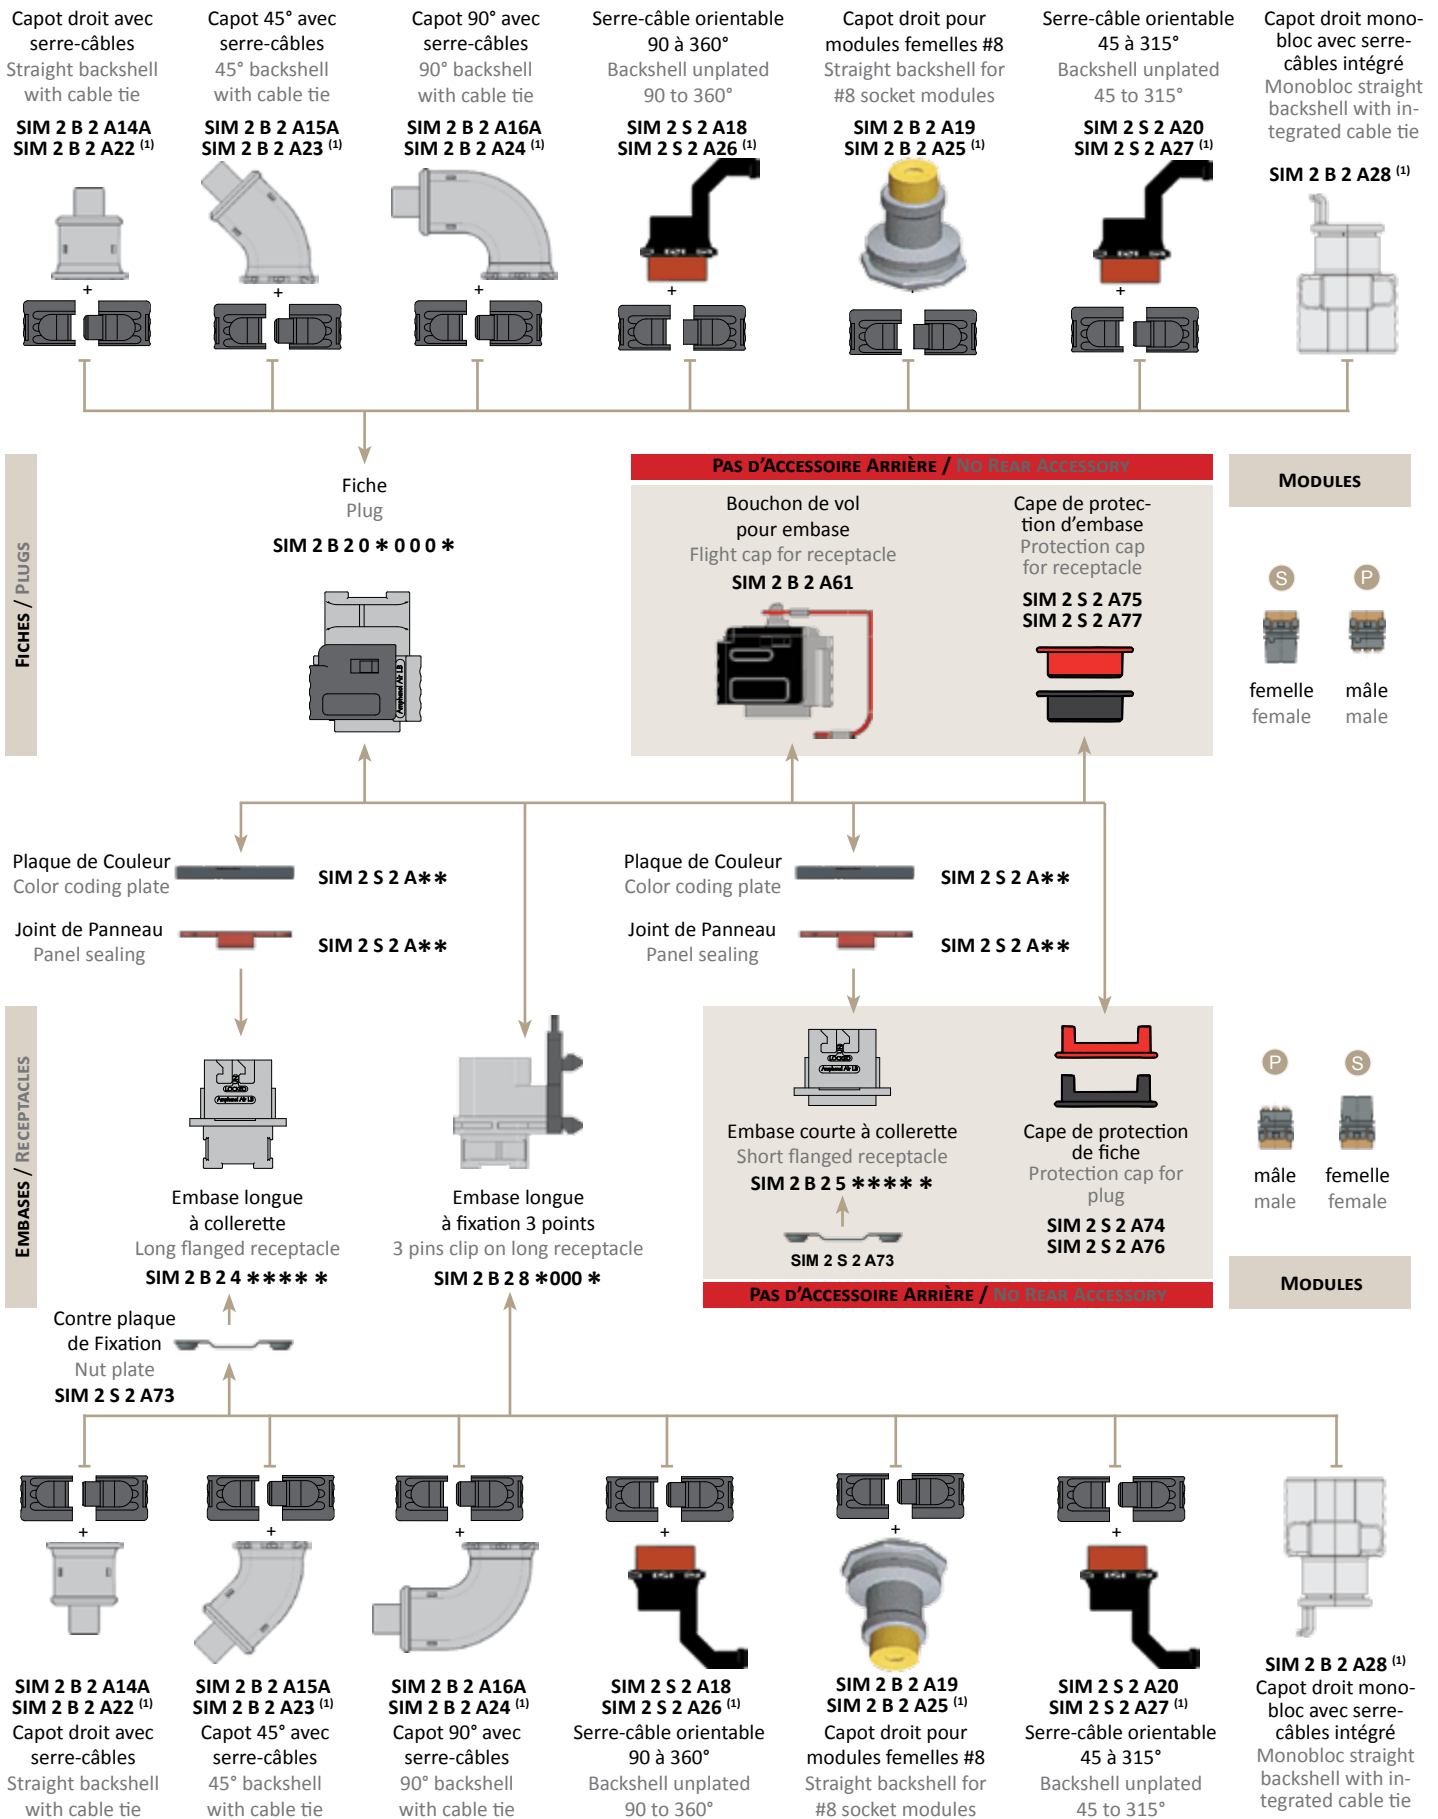 Capot droit avec
serre-câbles
Straight backshell
with cable tie
SIM 2 B 2 A14A
SIM 2 B 2 A22 (1)
Capot 45° avec
serre-câbles
45° backshell
with cable tie
SIM 2 B 2 A15A
SIM 2 B 2 A23 (1)
Capot 90° avec
serre-câbles
90° backshell
with cable tie
SIM 2 B 2 A16A
SIM 2 B 2 A24 (1)
Serre-câble orientable
90 à 360°
Backshell unplated
90 to 360°
SIM 2 S 2 A18
SIM 2 S 2 A26 (1)
Capot droit pour
modules femelles #8
Straight backshell for
#8 socket modules
SIM 2 B 2 A19
SIM 2 B 2 A25 (1)
Serre-câble orientable
45 à 315°
Backshell unplated
45 to 315°
SIM 2 S 2 A20
SIM 2 S 2 A27 (1)
Capot droit mono-
bloc avec serre-
câbles intégré
Monobloc straight
backshell with in-
tegrated cable tie
SIM 2 B 2 A28 (1)
+
+
+
+
+
+
FICHES / PLUGS
Fiche
Plug
SIM 2 B 2 0 * 0 0 0 *
Amphenol Air LB
PAS D'ACCESSOIRE ARRIÈRE / NO REAR ACCESSORY
Bouchon de vol
pour embase
Flight cap for receptacle
SIM 2 B 2 A61
Cape de protec-
tion d'embase
Protection cap
for receptacle
SIM 2 S 2 A75
SIM 2 S 2 A77
MODULES
S
P
femelle
female
mâle
male
Plaque de Couleur
Color coding plate
SIM 2 S 2 A**
Joint de Panneau
Panel sealing
SIM 2 S 2 A**
Plaque de Couleur
Color coding plate
SIM 2 S 2 A**
Joint de Panneau
Panel sealing
SIM 2 S 2 A**
EMBASES / RECEPTACLES
LOCKED
Amphenol Air LB
Embase longue
à collerette
Long flanged receptacle
SIM 2 B 2 4 **** *
Embase longue
à fixation 3 points
3 pins clip on long receptacle
SIM 2 B 2 8 *000 *
LOCKED
Amphenol Air LB
Embase courte à collerette
Short flanged receptacle
SIM 2 B 2 5 **** *
SIM 2 S 2 A73
Cape de protection
de fiche
Protection cap for
plug
SIM 2 S 2 A74
SIM 2 S 2 A76
PAS D'ACCESSOIRE ARRIÈRE / NO REAR ACCESSORY
P
S
mâle
male
femelle
female
MODULES
Contre plaque
de Fixation
Nut plate
SIM 2 S 2 A73
+
+
+
+
+
+
SIM 2 B 2 A14A
SIM 2 B 2 A22 (1)
Capot droit avec
serre-câbles
Straight backshell
with cable tie
SIM 2 B 2 A15A
SIM 2 B 2 A23 (1)
Capot 45° avec
serre-câbles
45° backshell
with cable tie
SIM 2 B 2 A16A
SIM 2 B 2 A24 (1)
Capot 90° avec
serre-câbles
90° backshell
with cable tie
SIM 2 S 2 A18
SIM 2 S 2 A26 (1)
Serre-câble orientable
90 à 360°
Backshell unplated
90 to 360°
SIM 2 B 2 A19
SIM 2 B 2 A25 (1)
Capot droit pour
modules femelles #8
Straight backshell for
#8 socket modules
SIM 2 S 2 A20
SIM 2 S 2 A27 (1)
Serre-câble orientable
45 à 315°
Backshell unplated
45 to 315°
SIM 2 B 2 A28 (1)
Capot droit mono-
bloc avec serre-
câbles intégré
Monobloc straight
backshell with in-
tegrated cable tie